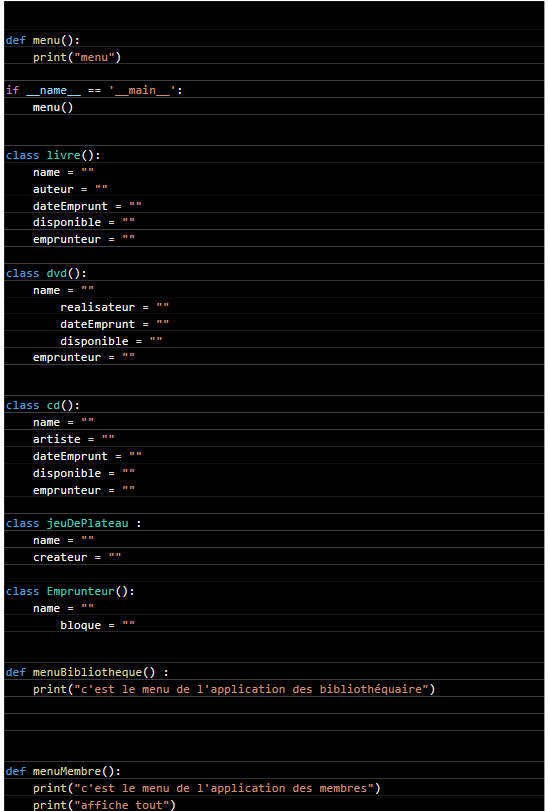 def menu():
    print("menu")
if __name__ == '__main__':
    menu()
class livre():
    name = ""
    auteur = ""
    dateEmprunt = ""
    disponible = ""
    emprunteur = ""
class dvd():
    name = ""
        realisateur = ""
        dateEmprunt = ""
        disponible = ""
    emprunteur = ""
class cd():
    name = ""
    artiste = ""
    dateEmprunt = ""
    disponible = ""
    emprunteur = ""
class jeuDePlateau :
    name = ""
    createur = ""
class Emprunteur():
    name = ""
        bloque = ""
def menuBibliotheque() :
    print("c'est le menu de l'application des bibliothéquaire")
def menuMembre():
    print("c'est le menu de l'application des membres")
    print("affiche tout")